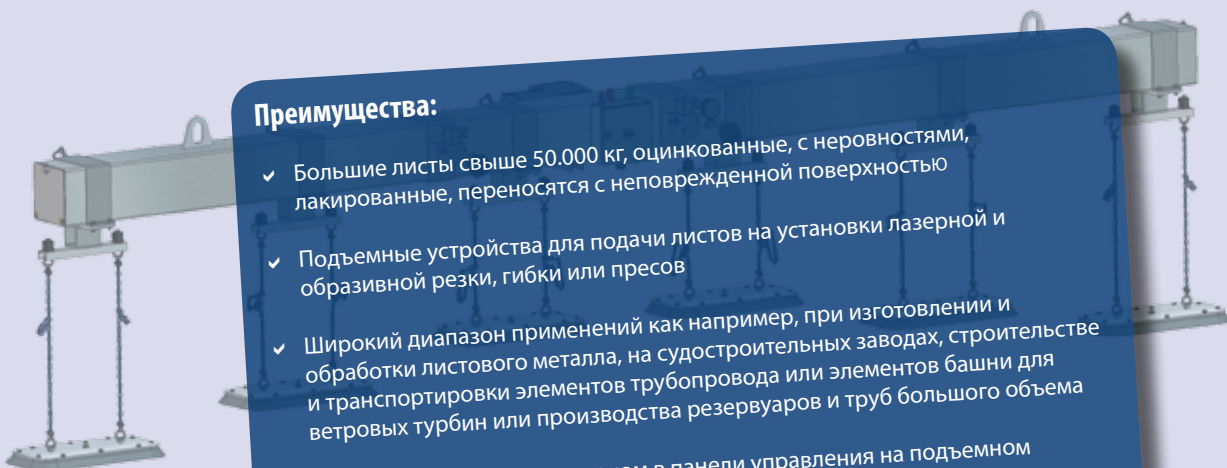 Преимущества:
Большие листы свыше 50.000 кг, оцинкованные, с неровностями,
лакированные, переносятся с неповрежденной поверхностью
Подъемные устройства для подачи листов на установки лазерной и
образивной резки, гибки или пресов
Широкий диапазон применений как например, при изготовлении и
обработки листового металла, на судостроительных заводах, строительстве
и транспортировки элементов трубопровода или элементов башни для
ветровых турбин или производства резервуаров и труб большого объема
в панели управления на подъемном